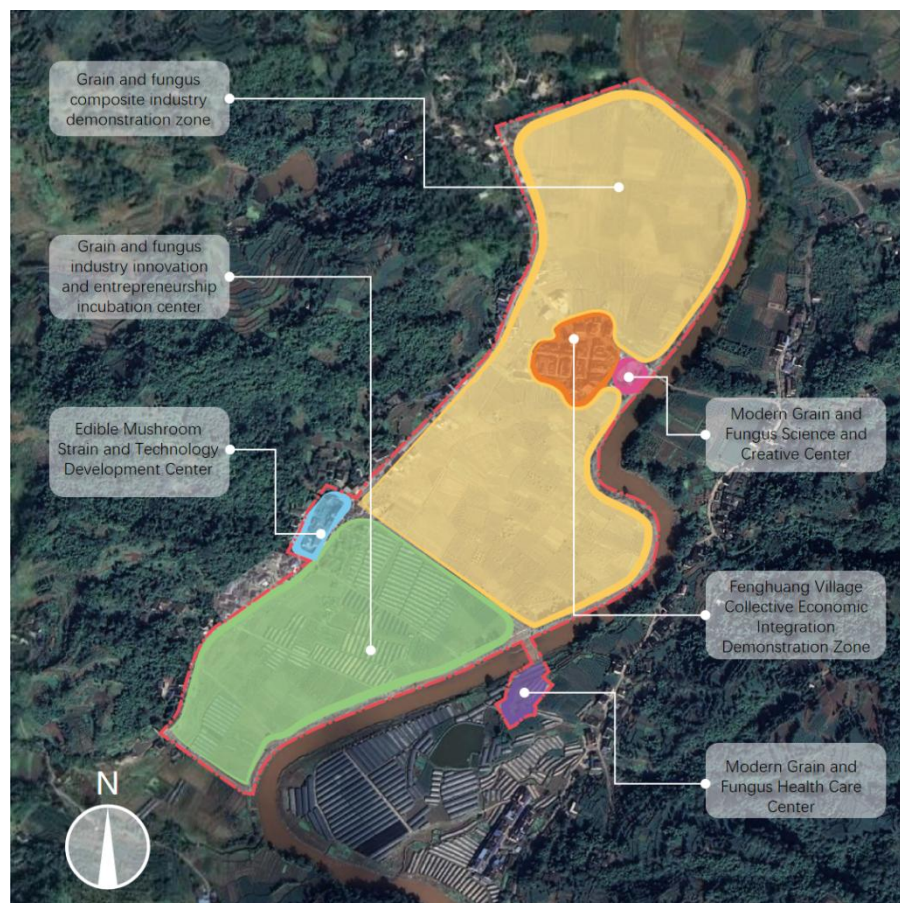 Grain and fungus
composite industry
demonstration zone
Grain and fungus
industry innovation
and entrepreneurship
incubation center
Edible Mushroom
Strain and Technology
Development Center
Modern Grain and
Fungus Science and
Creative Center
Fenghuang Village
Collective Economic
Integration
Demonstration Zone
Modern Grain and
Fungus Health Care
Center
N